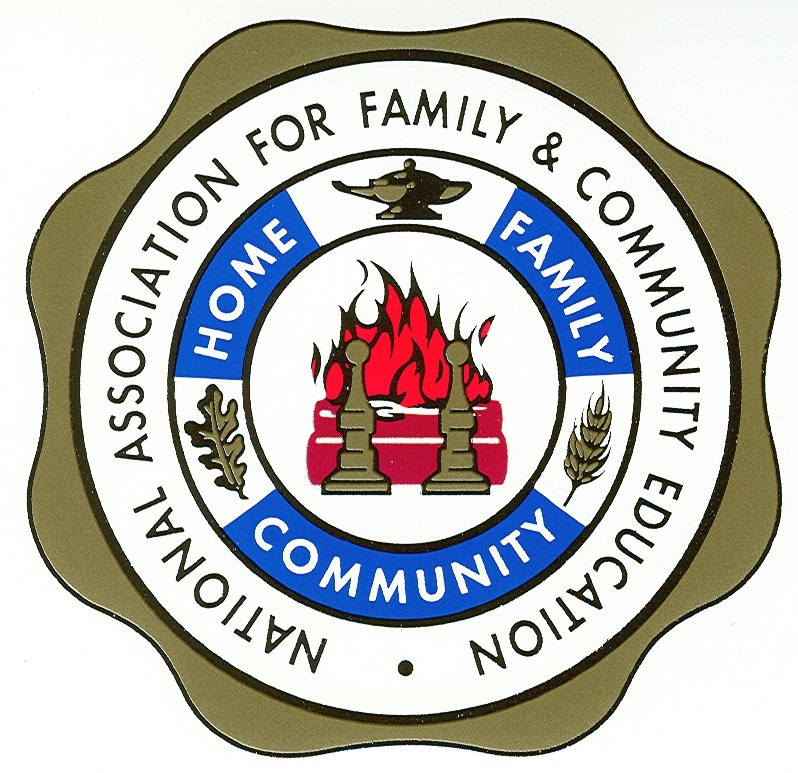 NATIONAL ASSOCIATION FOR FAMILY & COMMUNITY EDUCATION •
HOME
FAMILY
COMMUNITY